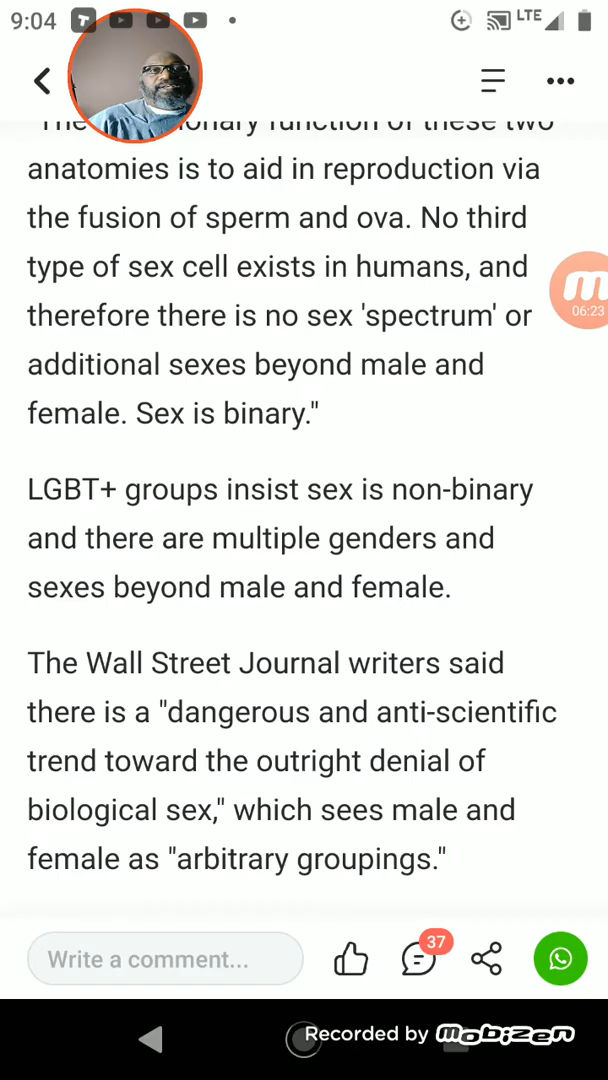 9:04
LTE
anatomies is to aid in reproduction via
the fusion of sperm and ova. No third
type of sex cell exists in humans, and
06:23
therefore there is no sex 'spectrum' or
additional sexes beyond male and
female. Sex is binary."
LGBT+ groups insist sex is non-binary
and there are multiple genders and
sexes beyond male and female.
The Wall Street Journal writers said
there is a "dangerous and anti-scientific
trend toward the outright denial of
biological sex," which sees male and
female as "arbitrary groupings."
Write a comment...
37
Recorded by mobizen